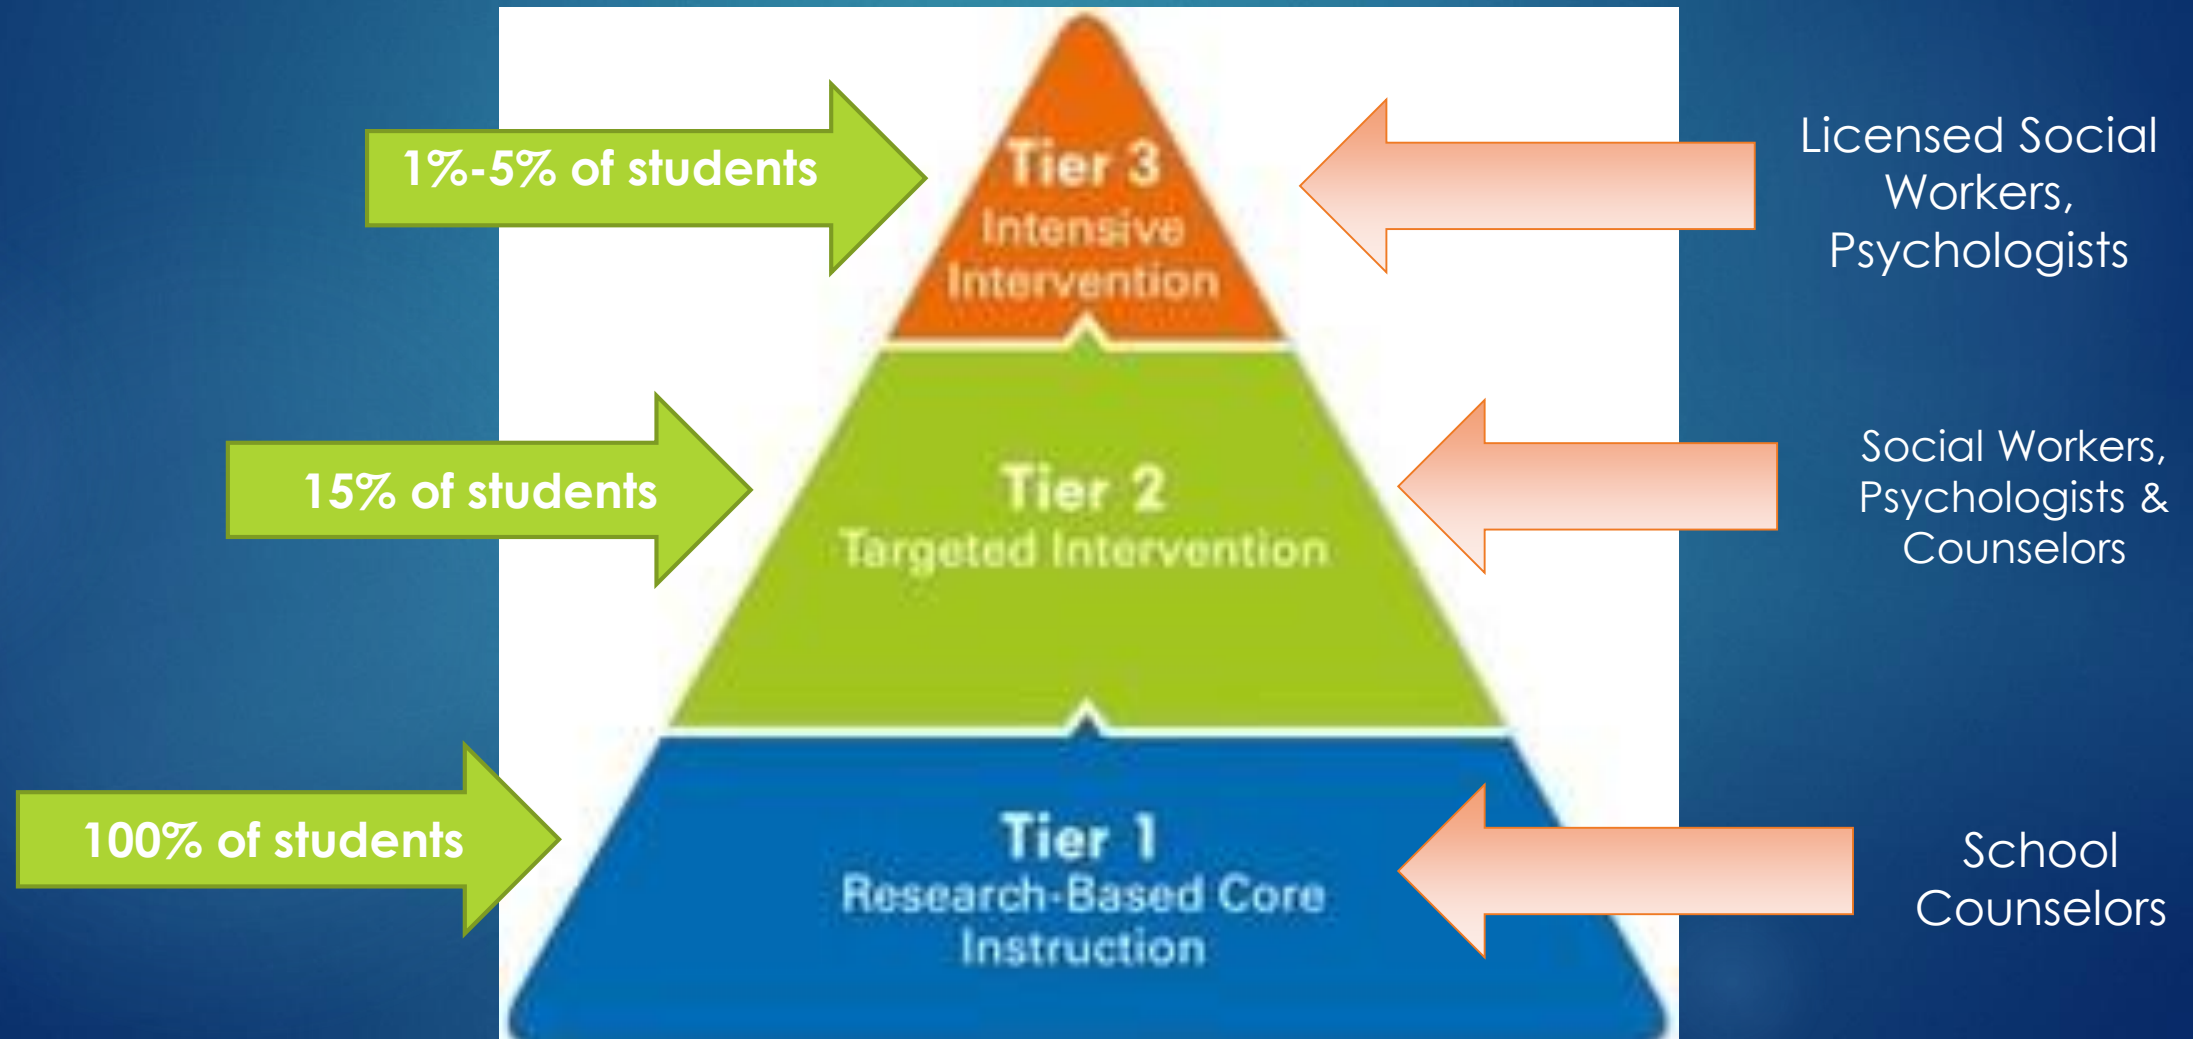 1%-5% of students
Tier 3
Intensive
Intervention
Licensed Social
Workers,
Psychologists
15% of students
Tier 2
Targeted Intervention
Social Workers,
Psychologists &
Counselors
100% of students
Tier 1
Research-Based Core
Instruction
School
Counselors